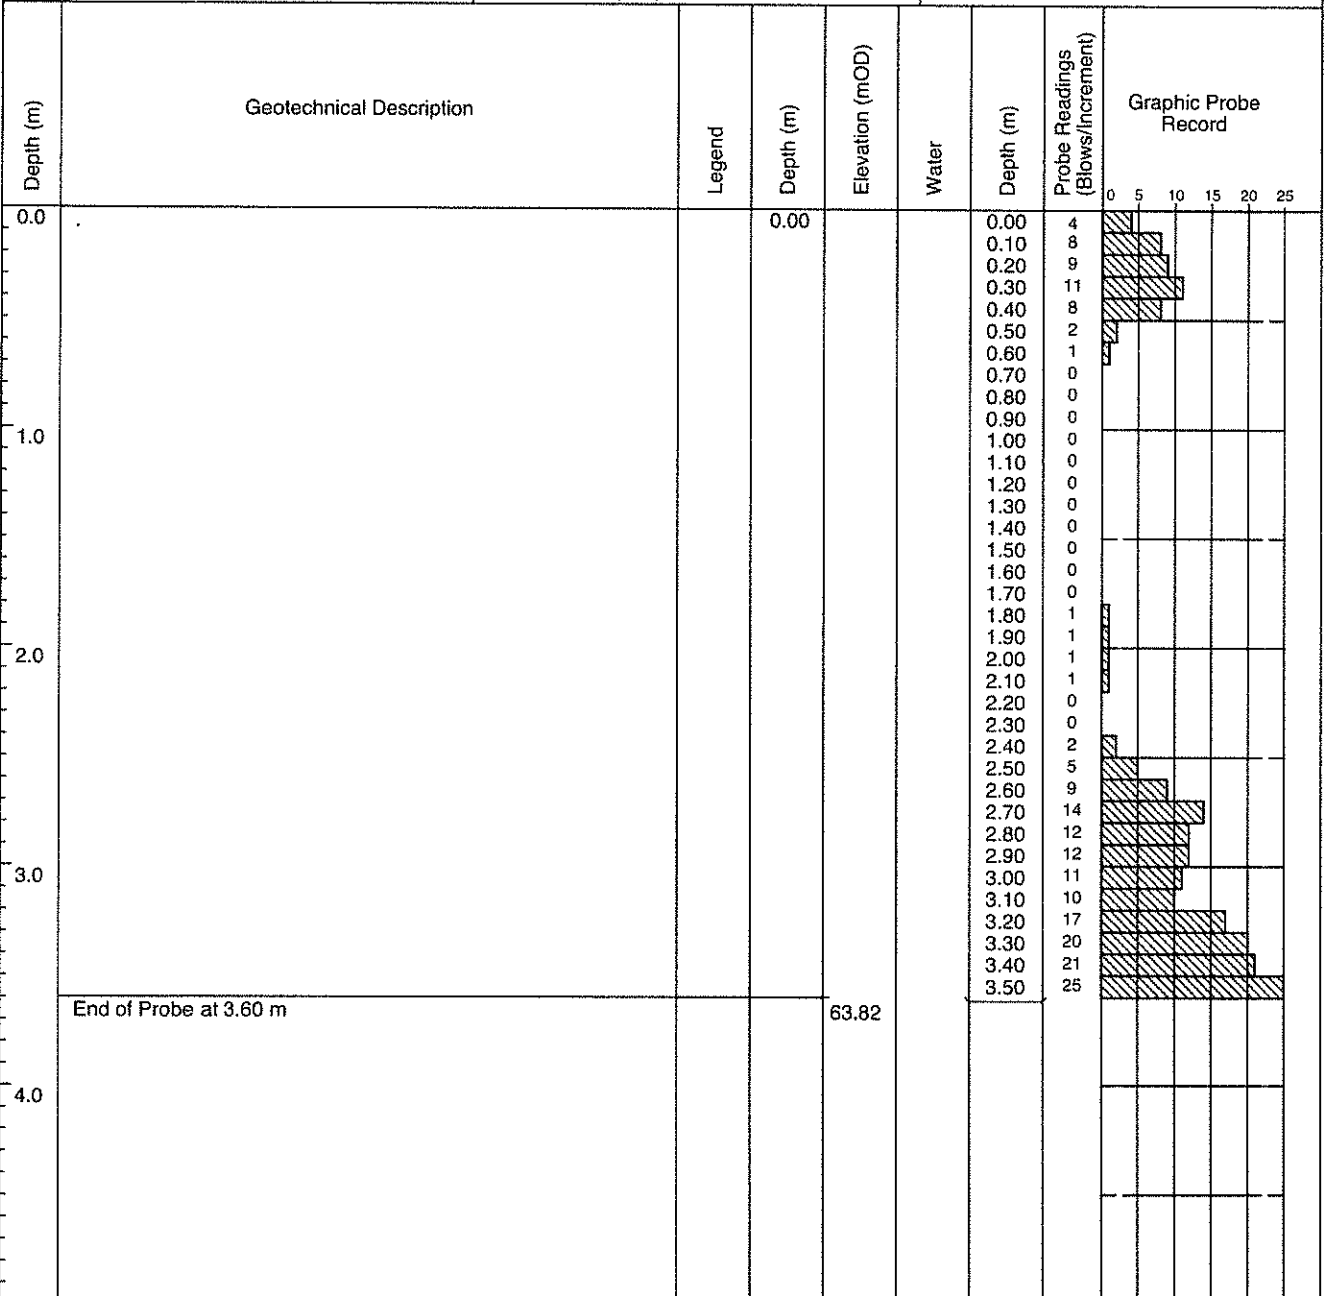 Depth (m)
Geotechnical Description
Legend
Depth (m)
Elevation (mOD)
Water
Depth (m)
Probe Readings
(Blows/Increment)
Graphic Probe
Record
0 5 10 15 20 25
0.0 0.00 0.00 4
0.10 8
0.20 9
0.30 11
0.40 8
0.50 2
0.60 1
0.70 0
0.80 0
0.90 0
1.0 1.00 0
1.10 0
1.20 0
1.30 0
1.40 0
1.50 0
1.60 0
1.70 0
1.80 1
1.90 1
2.0 2.00 1
2.10 1
2.20 0
2.30 0
2.40 2
2.50 5
2.60 9
2.70 14
2.80 12
2.90 12
3.0 3.00 11
3.10 10
3.20 17
3.30 20
3.40 21
3.50 25
End of Probe at 3.60 m 63.82
4.0